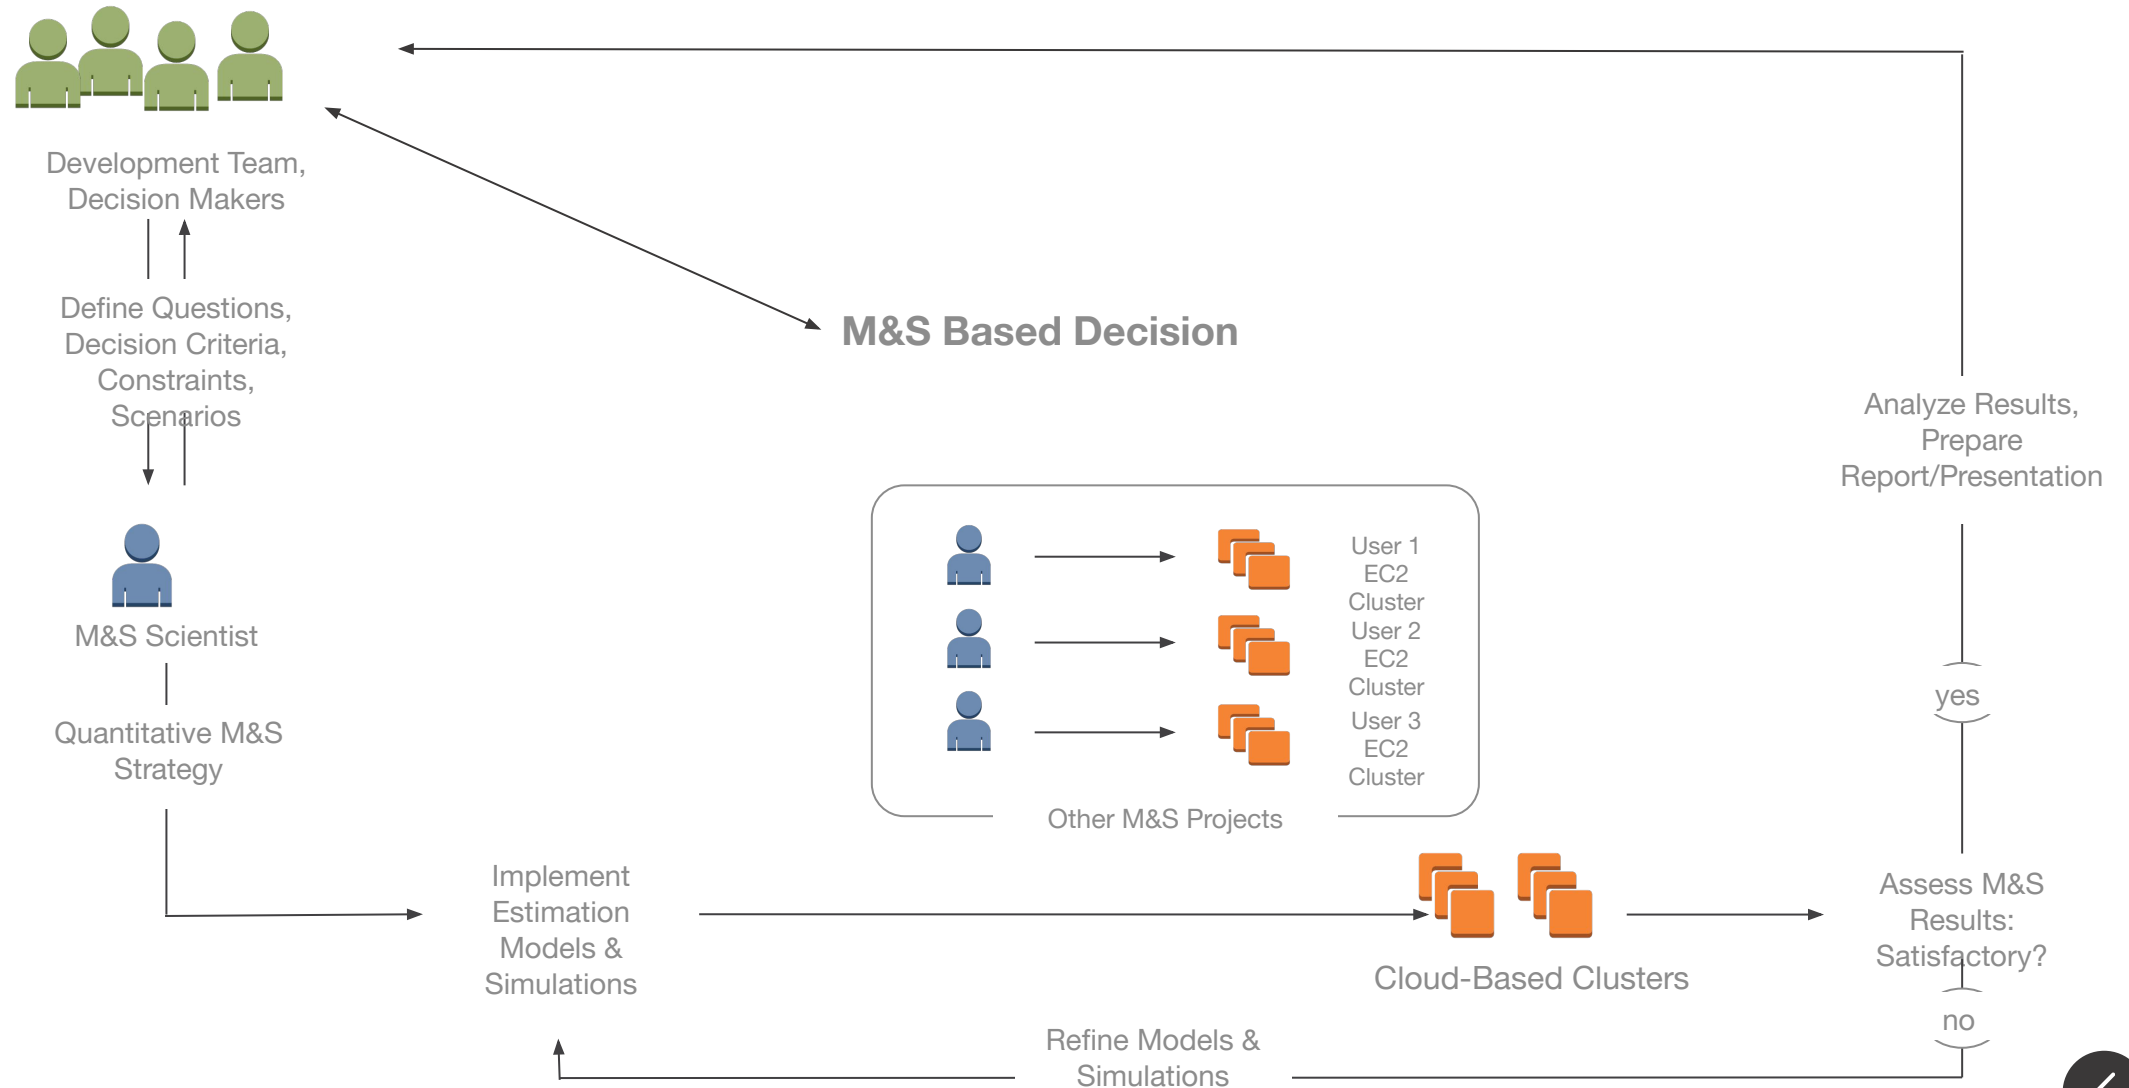 Development Team,
Decision Makers
Define Questions,
Decision Criteria,
Constraints,
Scenarios
M&S Based Decision
Analyze Results,
Prepare
Report/Presentation
M&S Scientist
Quantitative M&S
Strategy
User 1
EC2
Cluster
User 2
EC2
Cluster
User 3
EC2
Cluster
Other M&S Projects
yes
Implement
Estimation
Models &
Simulations
Cloud-Based Clusters
Assess M&S
Results:
Satisfactory?
no
Refine Models &
Simulations